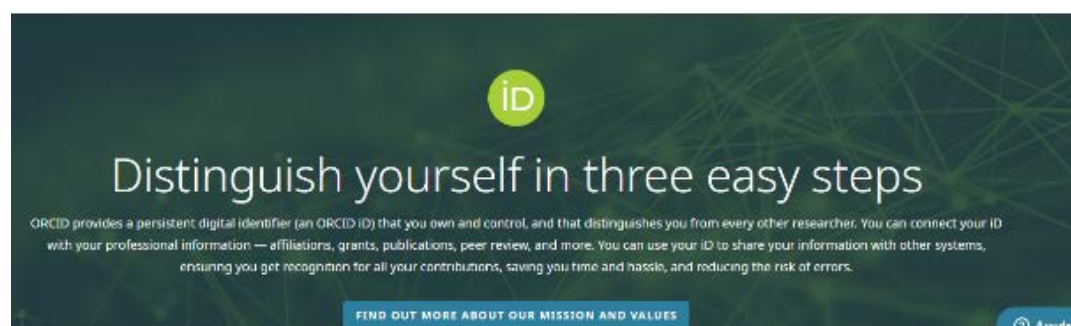 iD
Distinguish yourself in three easy steps
ORCID provides a persistent digital identifier (an ORCID iD) that you own and control, and that distinguishes you from every other researcher. You can connect your iD
with your professional information — affiliations, grants, publications, peer review, and more. You can use your iD to share your information with other systems,
ensuring you get recognition for all your contributions, saving you time and hassle, and reducing the risk of errors.
FIND OUT MORE ABOUT OUR MISSION AND VALUES